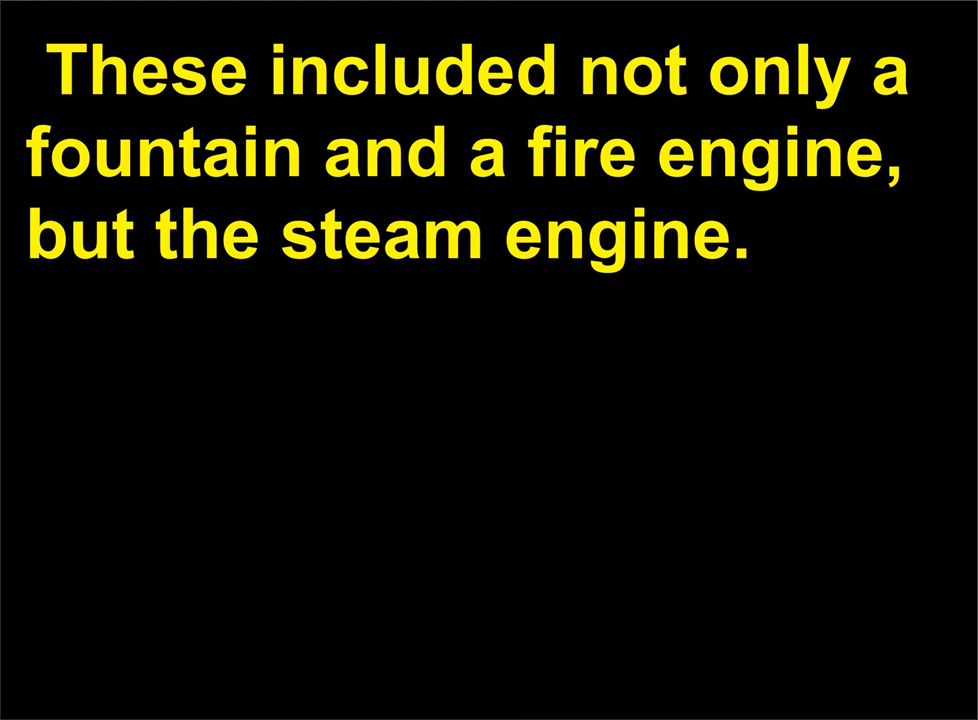 These included not only a
fountain and a fire engine,
but the steam engine.